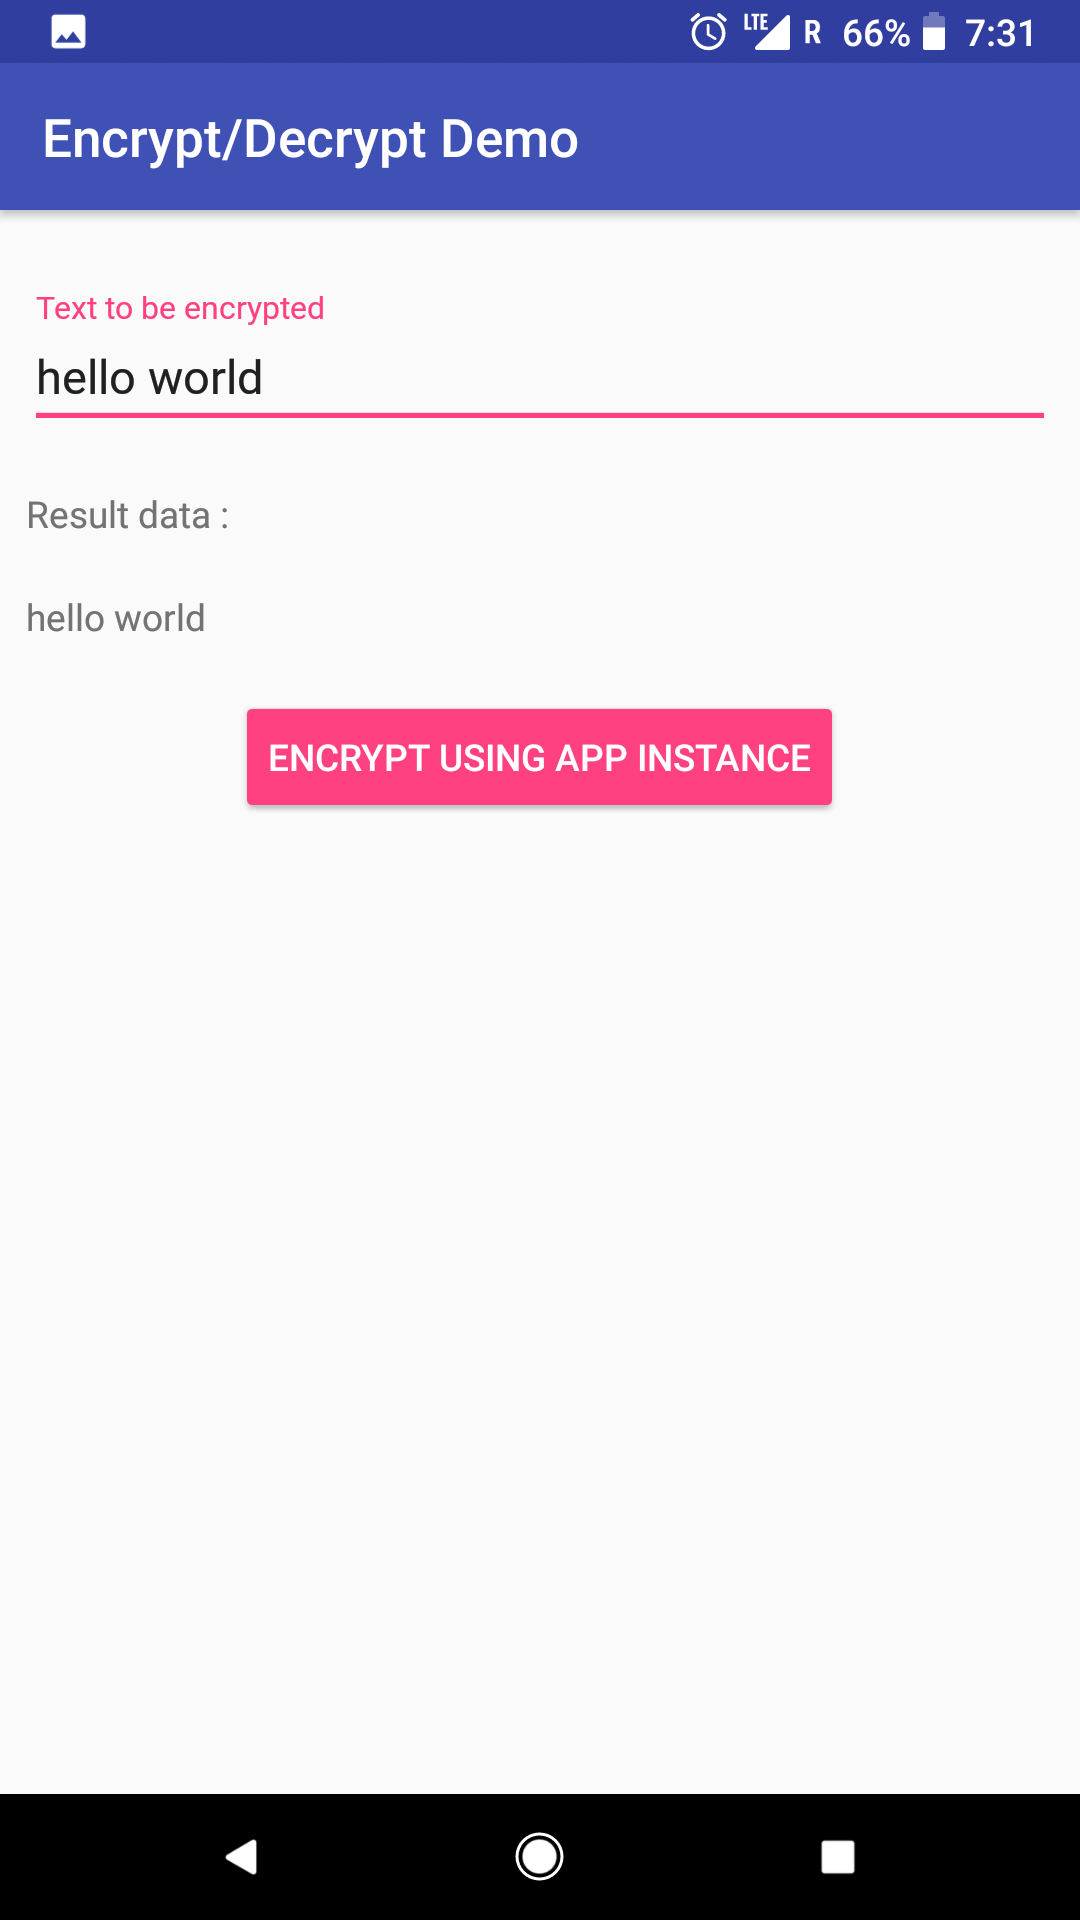 LTE R 66% 7:31
Encrypt/Decrypt Demo
Text to be encrypted
hello world
Result data :
hello world
ENCRYPT USING APP INSTANCE